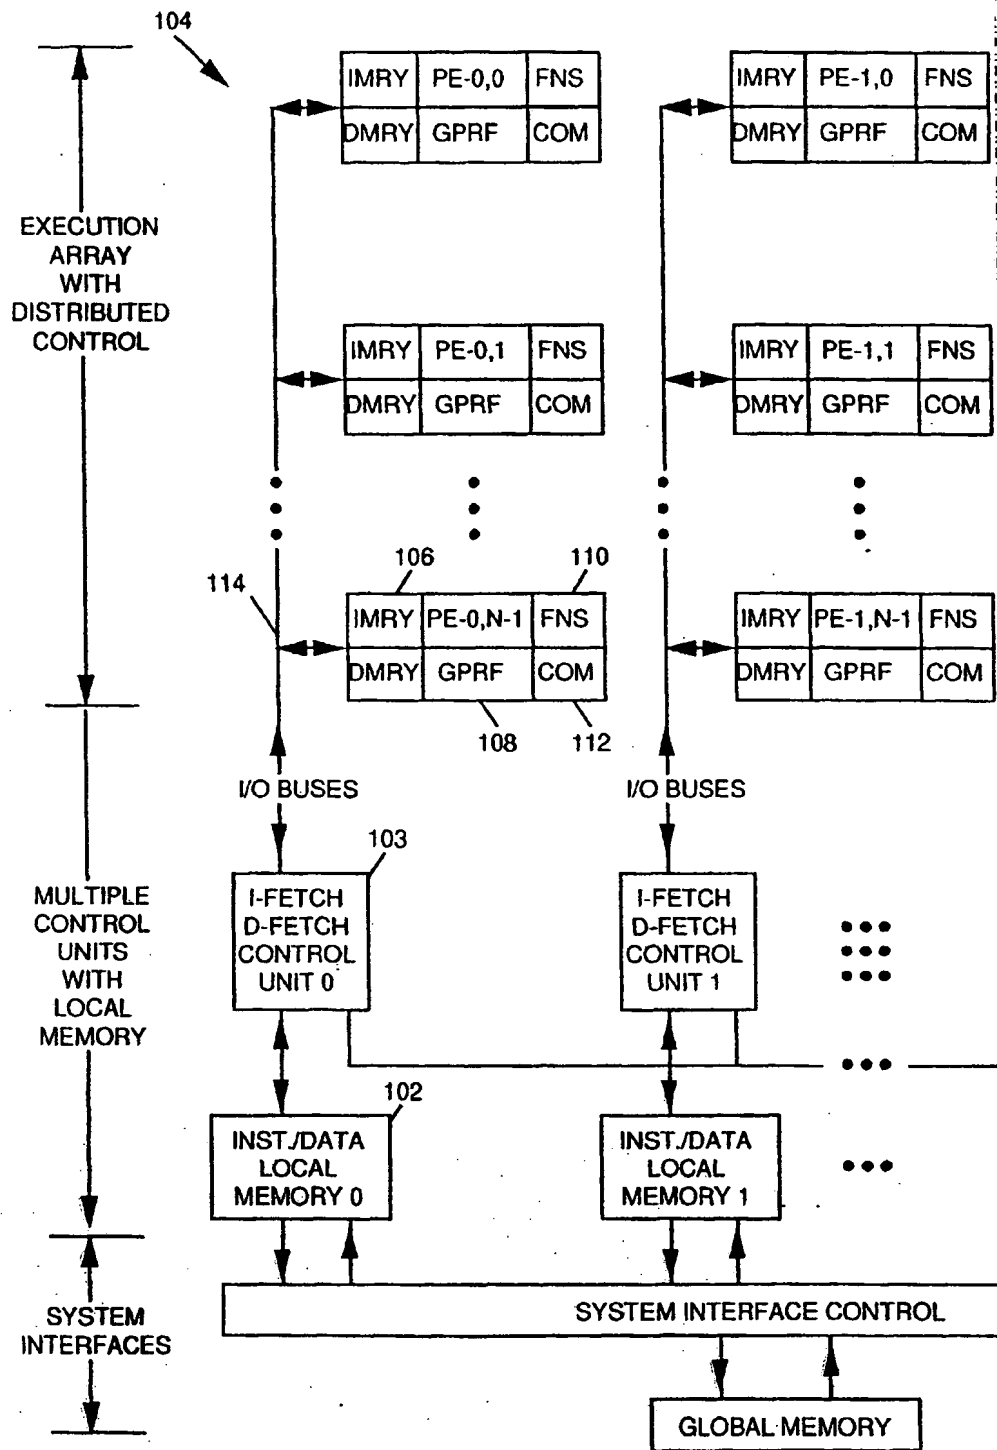 104
IMRY PE-0,0 FNS
DMRY GPRF COM
IMRY PE-1,0 FNS
DMRY GPRF COM
EXECUTION
ARRAY
WITH
DISTRIBUTED
CONTROL
IMRY PE-0,1 FNS
DMRY GPRF COM
IMRY PE-1,1 FNS
DMRY GPRF COM
114
106
110
IMRY PE-0,N-1 FNS
DMRY GPRF COM
108
112
IMRY PE-1,N-1 FNS
DMRY GPRF COM
I/O BUSES
I/O BUSES
103
MULTIPLE
CONTROL
UNITS
WITH
LOCAL
MEMORY
I-FETCH
D-FETCH
CONTROL
UNIT 0
I-FETCH
D-FETCH
CONTROL
UNIT 1
102
INST./DATA
LOCAL
MEMORY 0
INST./DATA
LOCAL
MEMORY 1
SYSTEM
INTERFACES
SYSTEM INTERFACE CONTROL
GLOBAL MEMORY